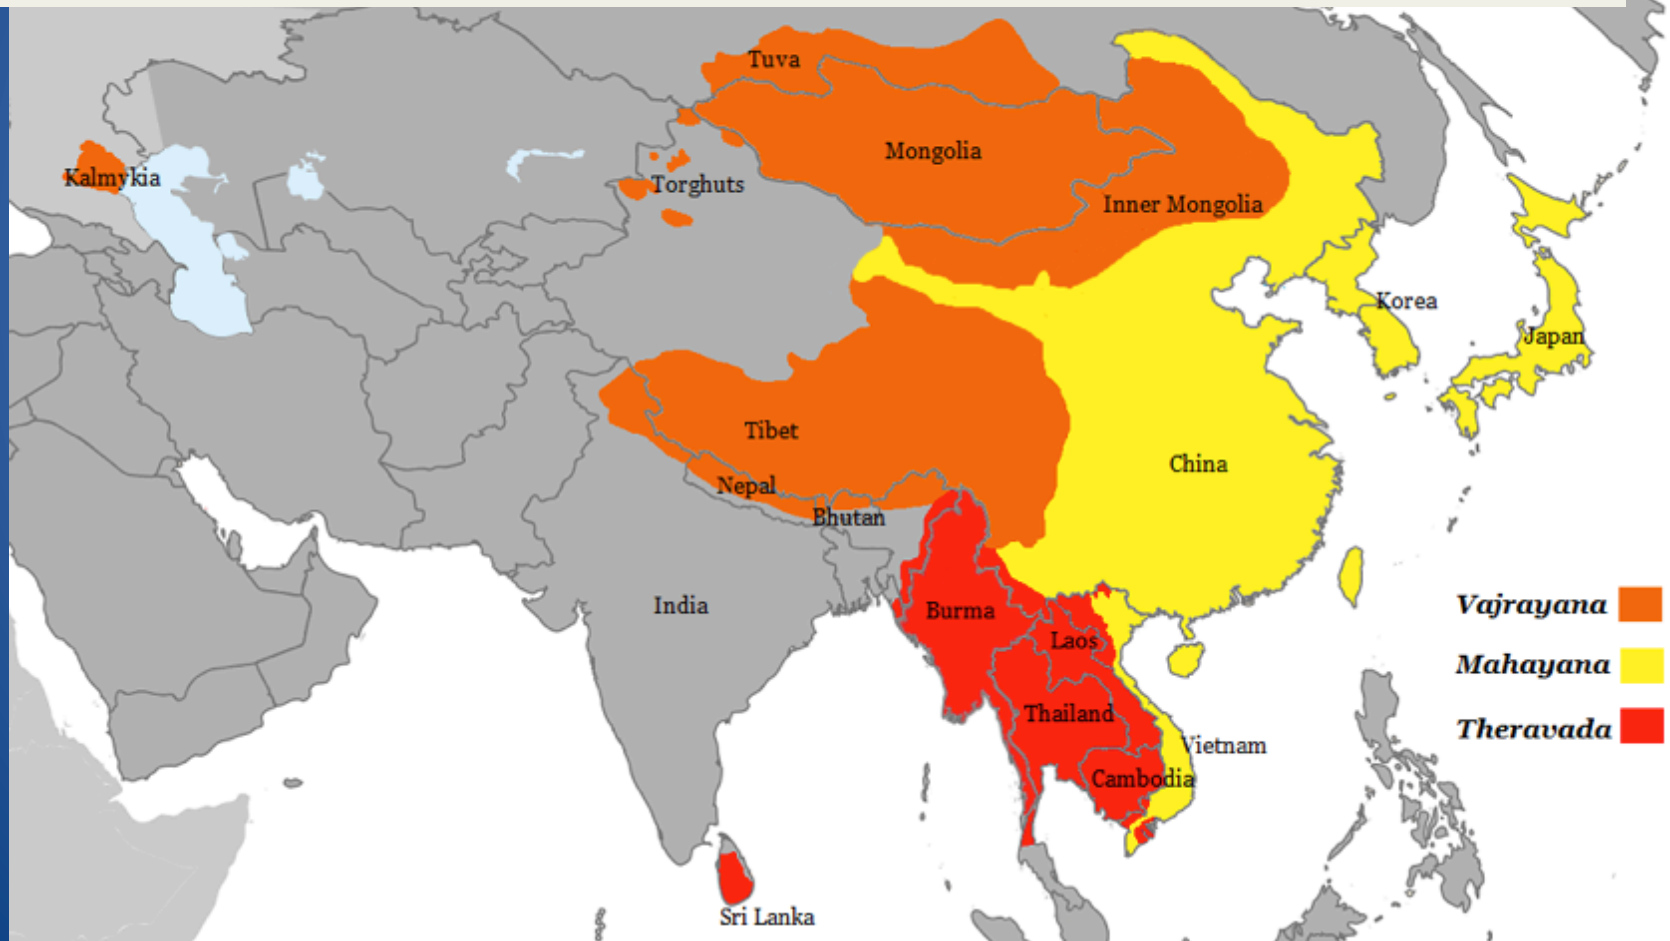 Tuva
Mongolia
Kalmykia
Torghuts
Inner Mongolia
Korea
Japan
Tibet
China
Nepal
Bhutan
India
Burma
Laos
Thailand
Vietnam
Cambodia
Sri Lanka
Vajrayana
Mahayana
Theravada